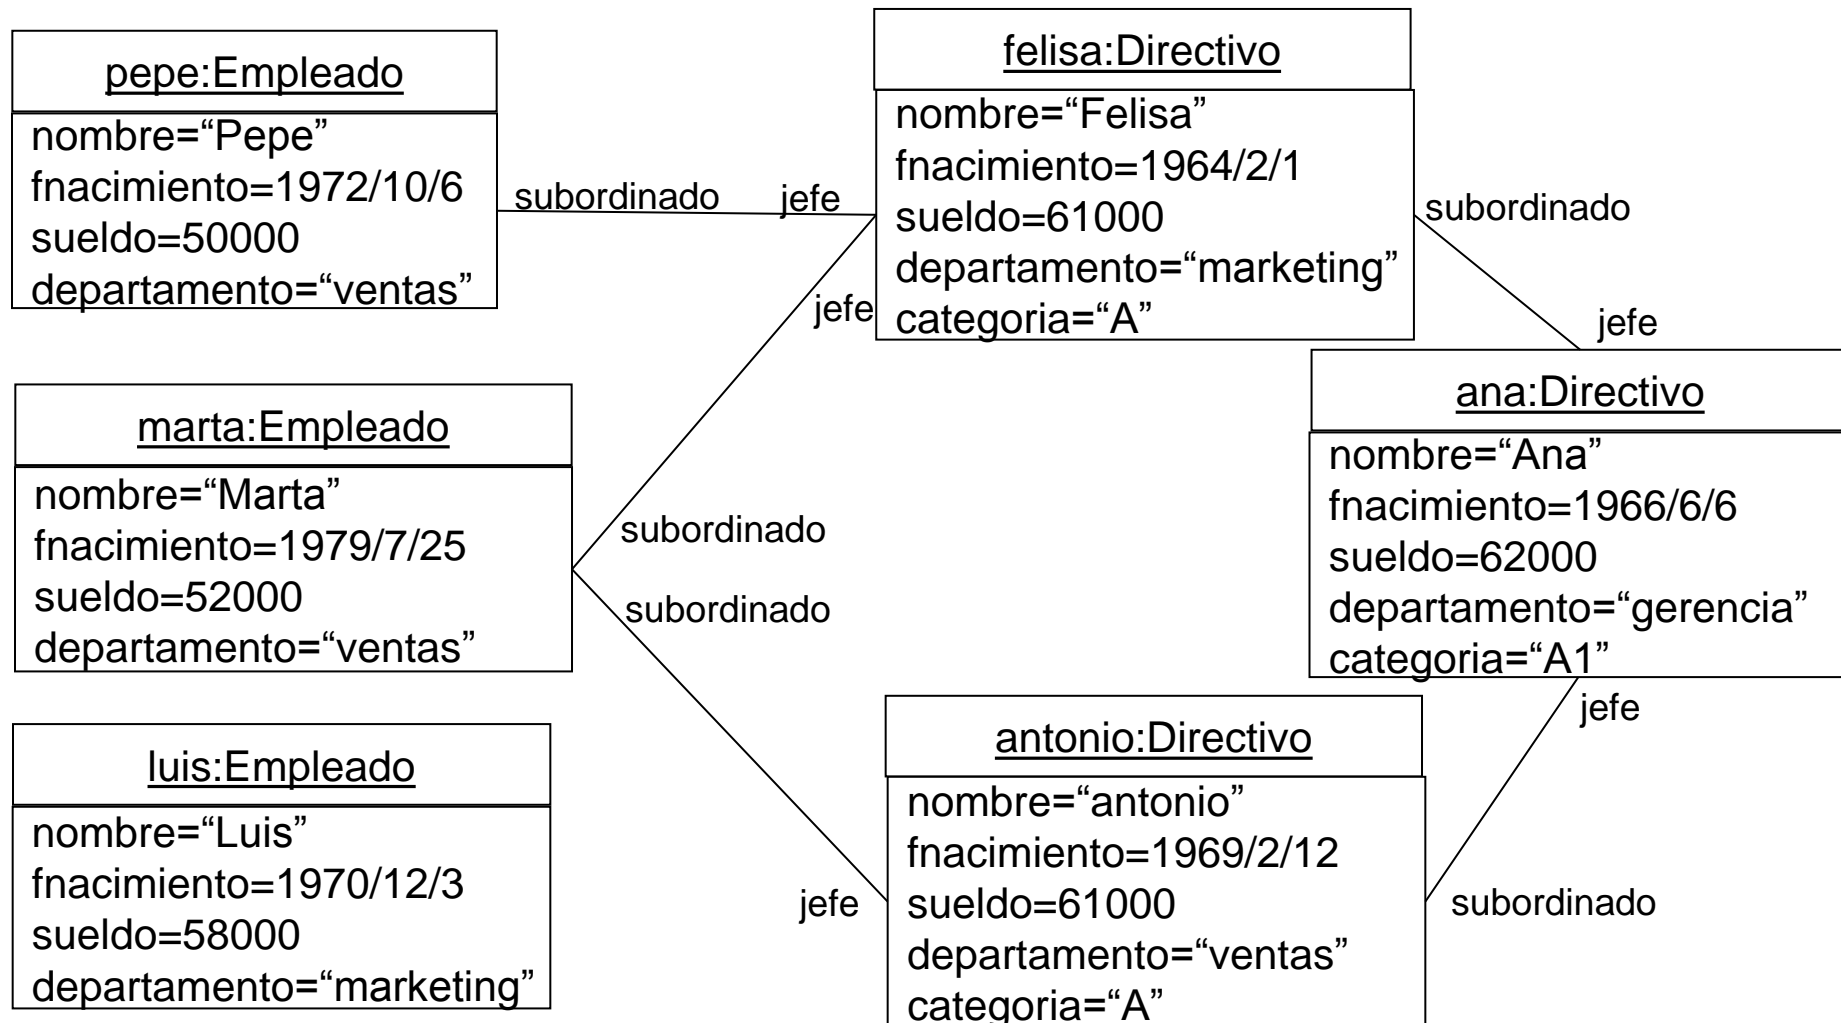 pepe:Empleado
nombre=“Pepe”
fnacimiento=1972/10/6
sueldo=50000
departamento=“ventas”
subordinado
jefe
felisa:Directivo
nombre=“Felisa”
fnacimiento=1964/2/1
sueldo=61000
departamento=“marketing”
categoria=“A”
subordinado
jefe
jefe
marta:Empleado
nombre=“Marta”
fnacimiento=1979/7/25
sueldo=52000
departamento=“ventas”
subordinado
subordinado
ana:Directivo
nombre=“Ana”
fnacimiento=1966/6/6
sueldo=62000
departamento=“gerencia”
categoria=“A1”
jefe
luis:Empleado
nombre=“Luis”
fnacimiento=1970/12/3
sueldo=58000
departamento=“marketing”
jefe
antonio:Directivo
nombre=“antonio”
fnacimiento=1969/2/12
sueldo=61000
departamento=“ventas”
categoria=“A”
subordinado